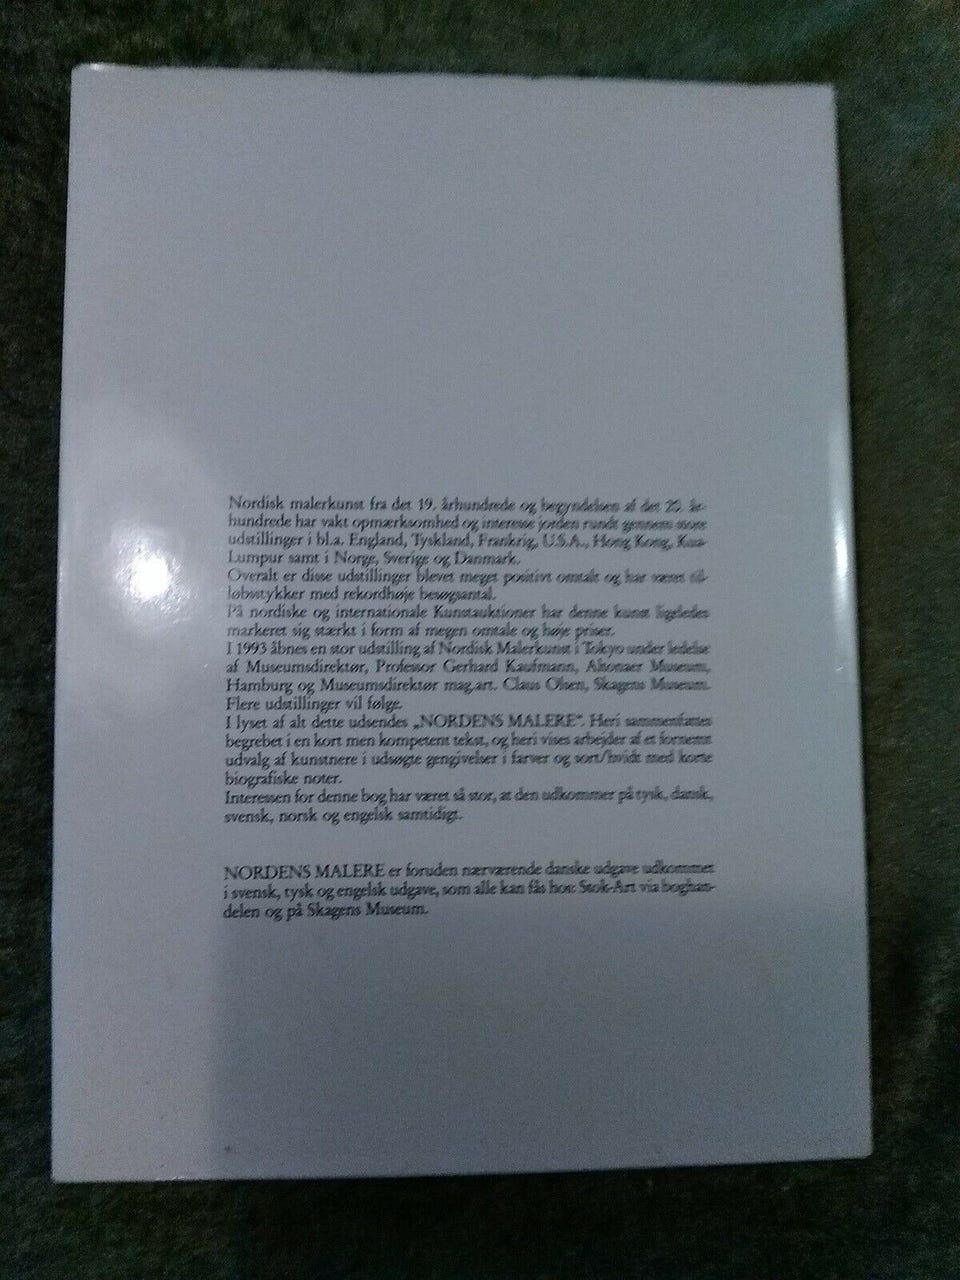 Nordisk malerkunst fra det 19. århundrede og begyndelsen af det 20. år-
hundrede har vakt opmærksomhed og interesse jorden rundt gennem store
udstillinger i bl.a. England, Tyskland, Frankrig, U.S.A., Hong Kong, Kua-
Lumpur samt i Norge, Sverige og Danmark.
Overalt er disse udstillinger blevet meget positivt omtalt og har været til-
løbsstykker med rekordhøje besøgsantal.
På nordiske og internationale Kunstauktioner har denne kunst ligeledes
markeret sig stærkt i form af megen omtale og høje priser.
I 1993 åbnes en stor udstilling af Nordisk Malerkunst i Tokyo under ledelse
af Museumsdirektør, Professor Gerhard Kaufmann, Altonaer Museum,
Hamburg og Museumsdirektør mag.art. Claus Olsen, Skagens Museum.
Flere udstillinger vil følge.
I lyset af alt dette udsendes „NORDENS MALERE“. Heri sammenfattes
begrebet i en kort men kompetent tekst, og heri vises arbejder af et fornemt
udvalg af kunstnere i udsøgte gengivelser i farver og sort/hvidt med korte
biografiske noter.
Interessen for denne bog har været så stor, at den udkommer på tysk, dansk,
svensk, norsk og engelsk samtidigt.
NORDENS MALERE er foruden nærværende danske udgave udkommet
i svensk, tysk og engelsk udgave, som alle kan fås hos: Stok-Art via boghan-
delen og på Skagens Museum.